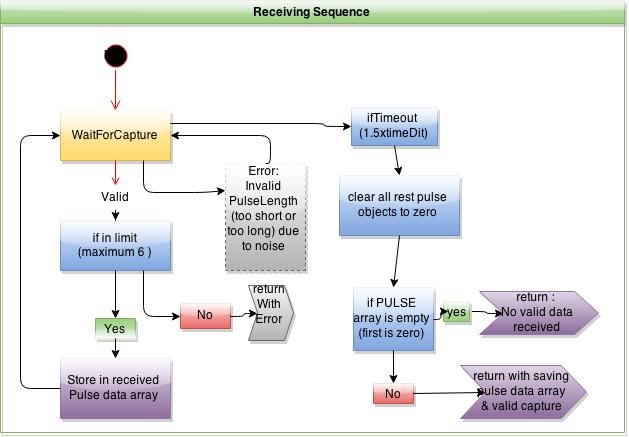 Receiving Sequence
WaitForCapture
ifTimeout
(1.5xtimeDit)
Error:
Invalid
PulseLength
(too short or
too long) due
to noise
Valid
clear all rest pulse
objects to zero
if in limit
(maximum 6 )
return
With
Error
No
Yes
if PULSE
array is empty
(first is zero)
yes
return :
No valid data
received
Store in received
Pulse data array
No
return with saving
pulse data array
& valid capture